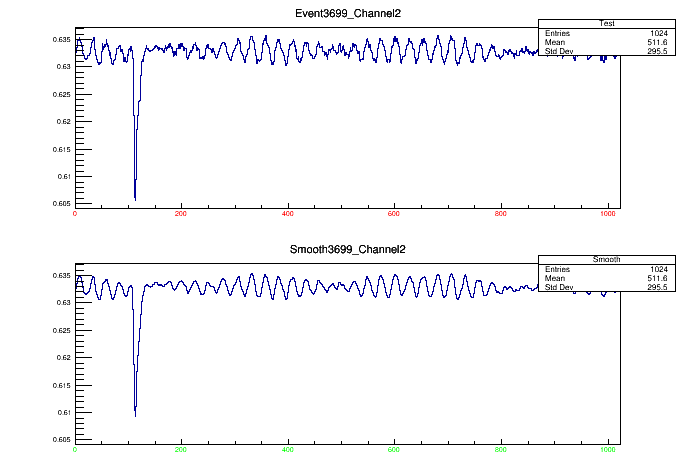 Event3699_Channel2
Test
Entries 1024
Mean 511.6
Std Dev 295.5
0.635
0.63
0.625
0.62
0.615
0.61
0.605
0 200 400 600 800 1000
Smooth3699_Channel2
Smooth
Entries 1024
Mean 511.6
Std Dev 295.5
0.635
0.63
0.625
0.62
0.615
0.61
0.605
0 200 400 600 800 1000